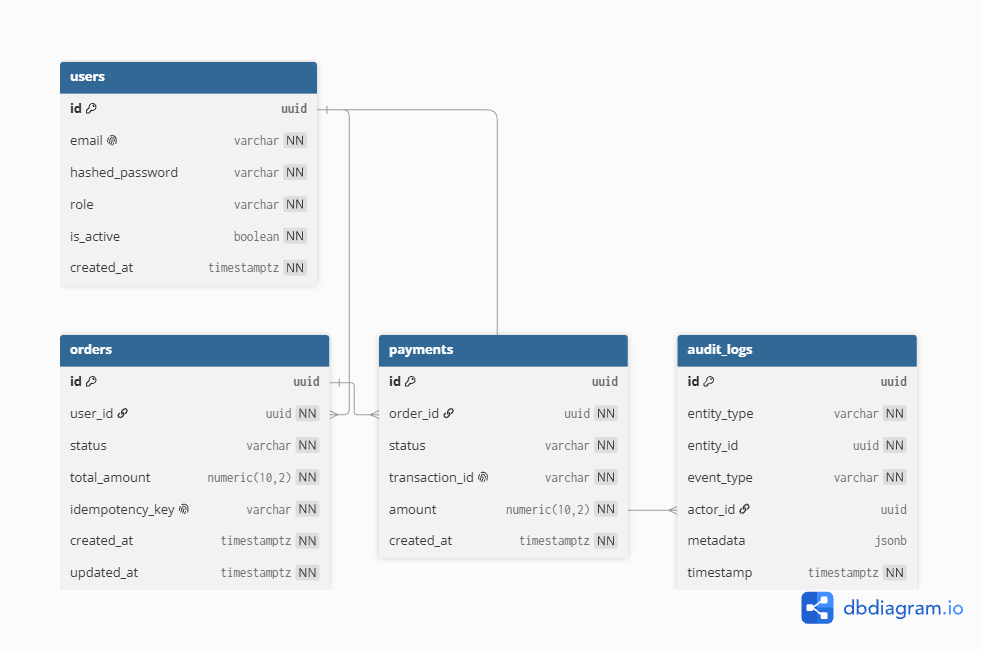 users
id uuid
email varchar NN
hashed_password varchar NN
role varchar NN
is_active boolean NN
created_at timestamptz NN
orders
id uuid
user_id uuid NN
status varchar NN
total_amount numeric(10,2) NN
idempotency_key varchar NN
created_at timestamptz NN
updated_at timestamptz NN
payments
id uuid
order_id uuid NN
status varchar NN
transaction_id varchar NN
amount numeric(10,2) NN
created_at timestamptz NN
audit_logs
id uuid
entity_type varchar NN
entity_id uuid NN
event_type varchar NN
actor_id uuid
metadata jsonb
timestamp timestamptz NN
dbdiagram.io